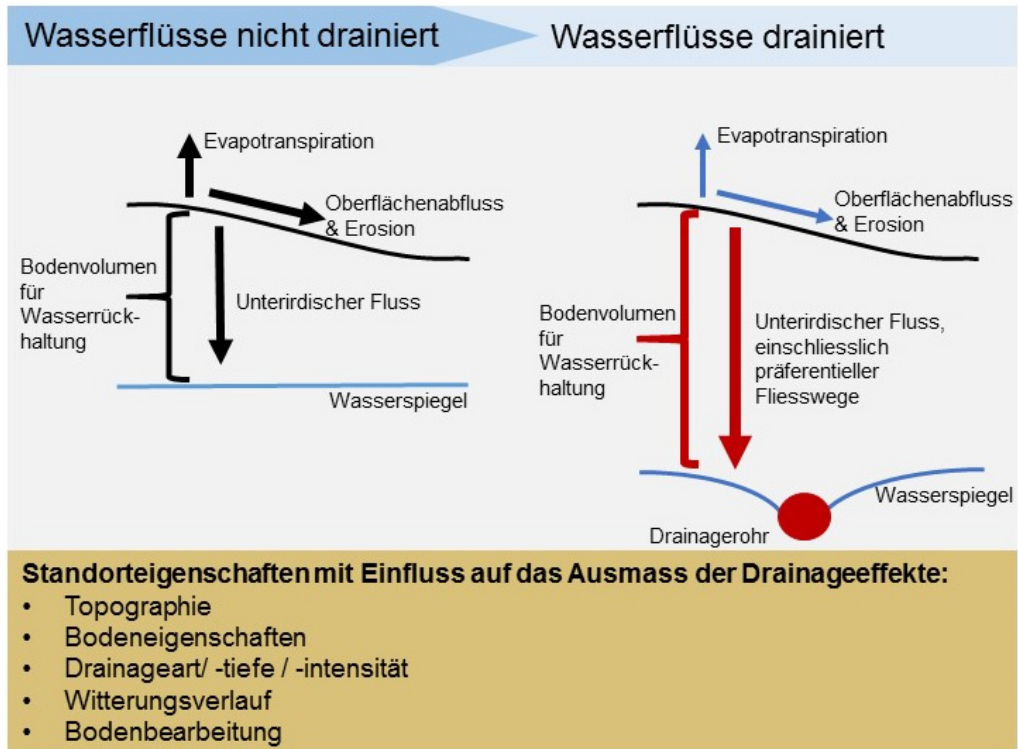 Wasserflüsse nicht drainiert
Wasserflüsse drainiert
Evapotranspiration
Oberflächenabfluss
& Erosion
Bodenvolumen
für
Wasserrück-
haltung
Unterirdischer Fluss
Wasserspiegel
Evapotranspiration
Oberflächenabfluss
& Erosion
Bodenvolumen
für
Wasserrück-
haltung
Unterirdischer Fluss,
einschliesslich
präferentieller
Fliesswege
Wasserspiegel
Drainagerohr
Standorteigenschaften mit Einfluss auf das Ausmass der Drainageeffekte:
• Topographie
• Bodeneigenschaften
• Drainageart/ -tiefe / -intensität
• Witterungsverlauf
• Bodenbearbeitung